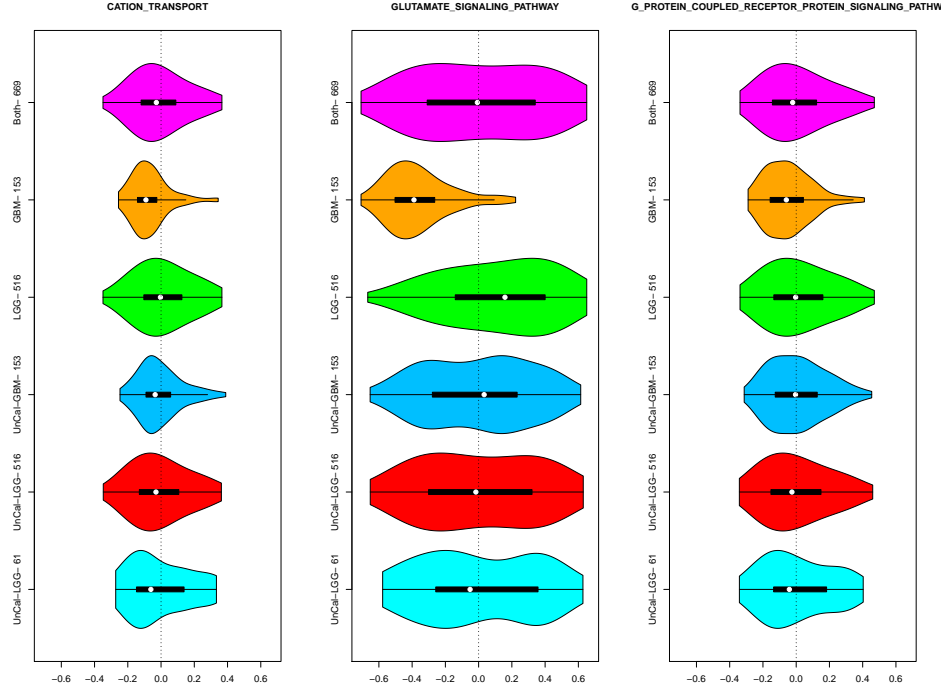 CATION_TRANSPORT
Both− 669
GBM− 153
LGG− 516
UnCal−GBM− 153
UnCal−LGG− 516
UnCal−LGG− 61
−0.6 −0.4 −0.2 0.0 0.2 0.4 0.6
GLUTAMATE_SIGNALING_PATHWAY
Both− 669
GBM− 153
LGG− 516
UnCal−GBM− 153
UnCal−LGG− 516
UnCal−LGG− 61
−0.6 −0.4 −0.2 0.0 0.2 0.4 0.6
G_PROTEIN_COUPLED_RECEPTOR_PROTEIN_SIGNALING_PATHW
Both− 669
GBM− 153
LGG− 516
UnCal−GBM− 153
UnCal−LGG− 516
UnCal−LGG− 61
−0.6 −0.4 −0.2 0.0 0.2 0.4 0.6